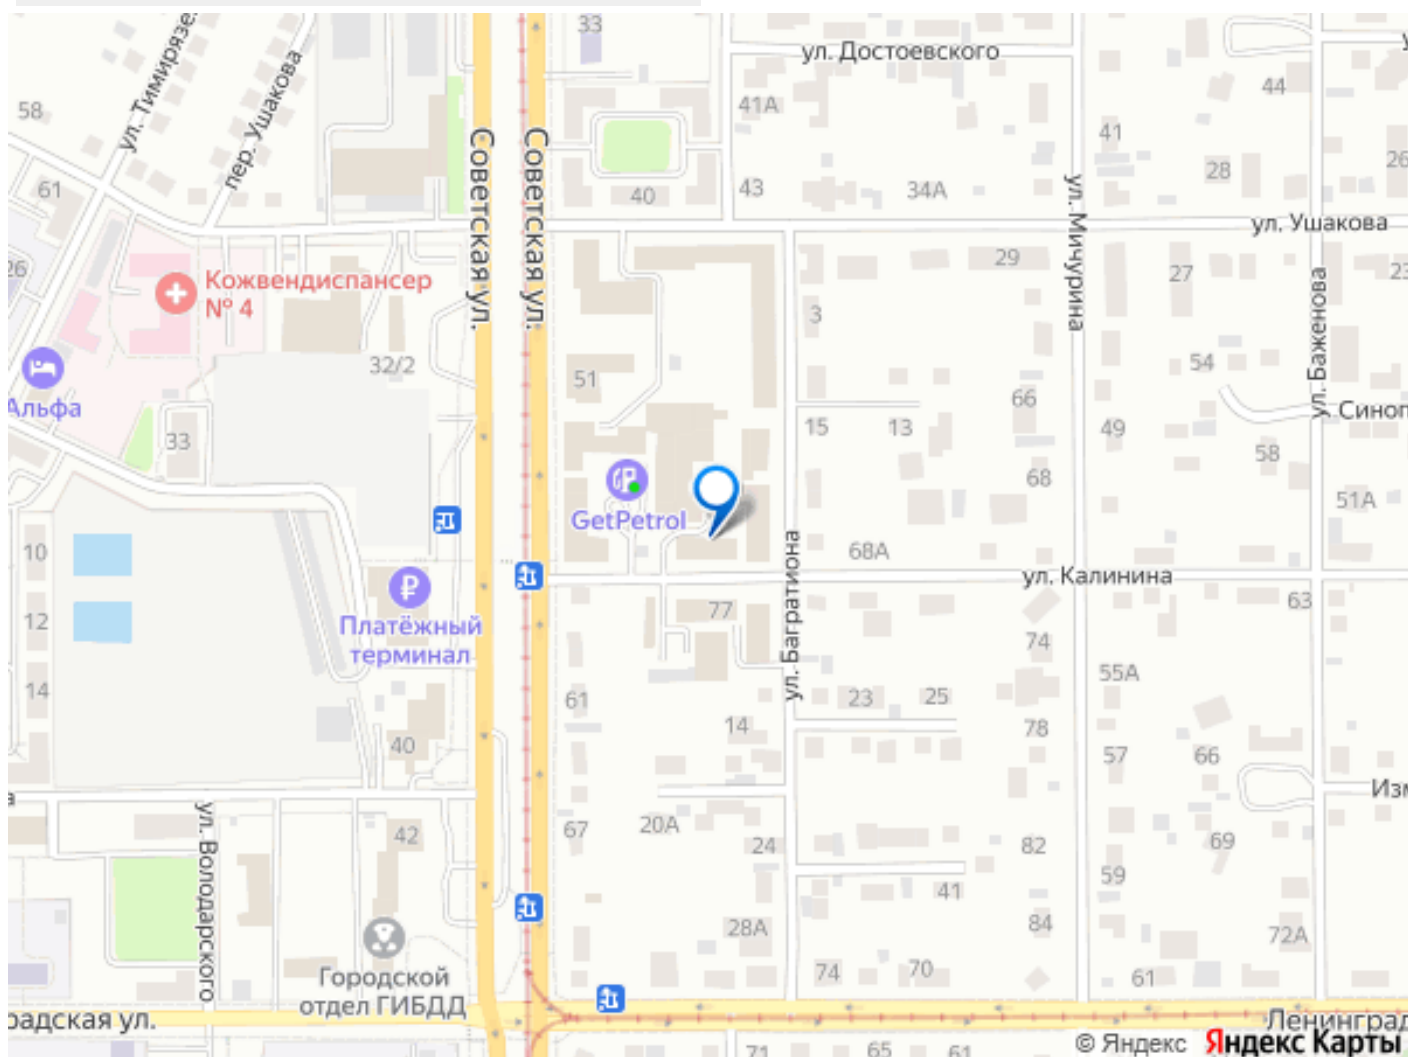 33
ул. Достоевского
44
ул. Тимирязе
58
пер. Ушакова
41А
41
26
61
Советская ул.
Советская ул.
40
43
34А
28
ул. Мичурина
ул. Ушакова
26
Кожвендиспансер
№ 4
29
27
23
3
ул. Баженова
32/2
51
54
Альфа
66
Синоп
33
15
13
49
58
68
51А
GetPetrol
10
68А
ул. Калинина
63
Платёжный
терминал
77
ул. Багратиона
12
74
55А
14
61
23
25
14
78
40
57
66
Изм
а
ул. Володарского
42
67
20А
24
82
69
59
41
28А
84
72А
Городской
отдел ГИБДД
74
70
61
радская ул.
Ленинград
71
65
61
© Яндекс Яндекс Карты